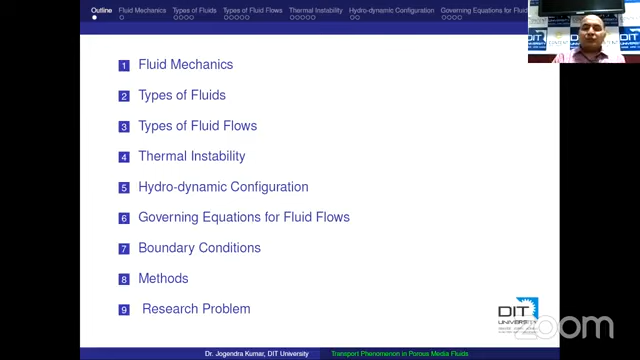 Outline Fluid Mechanics Types of Fluids Types of Fluid Flows Thermal Instability Hydro-dynamic Configuration Governing Equations for Fluid
1 Fluid Mechanics
2 Types of Fluids
3 Types of Fluid Flows
4 Thermal Instability
5 Hydro-dynamic Configuration
6 Governing Equations for Fluid Flows
7 Boundary Conditions
8 Methods
9 Research Problem
DIT
UNIVERSITY
zoom
Dr. Jogendra Kumar, DIT University Transport Phenomenon in Porous Media Fluids